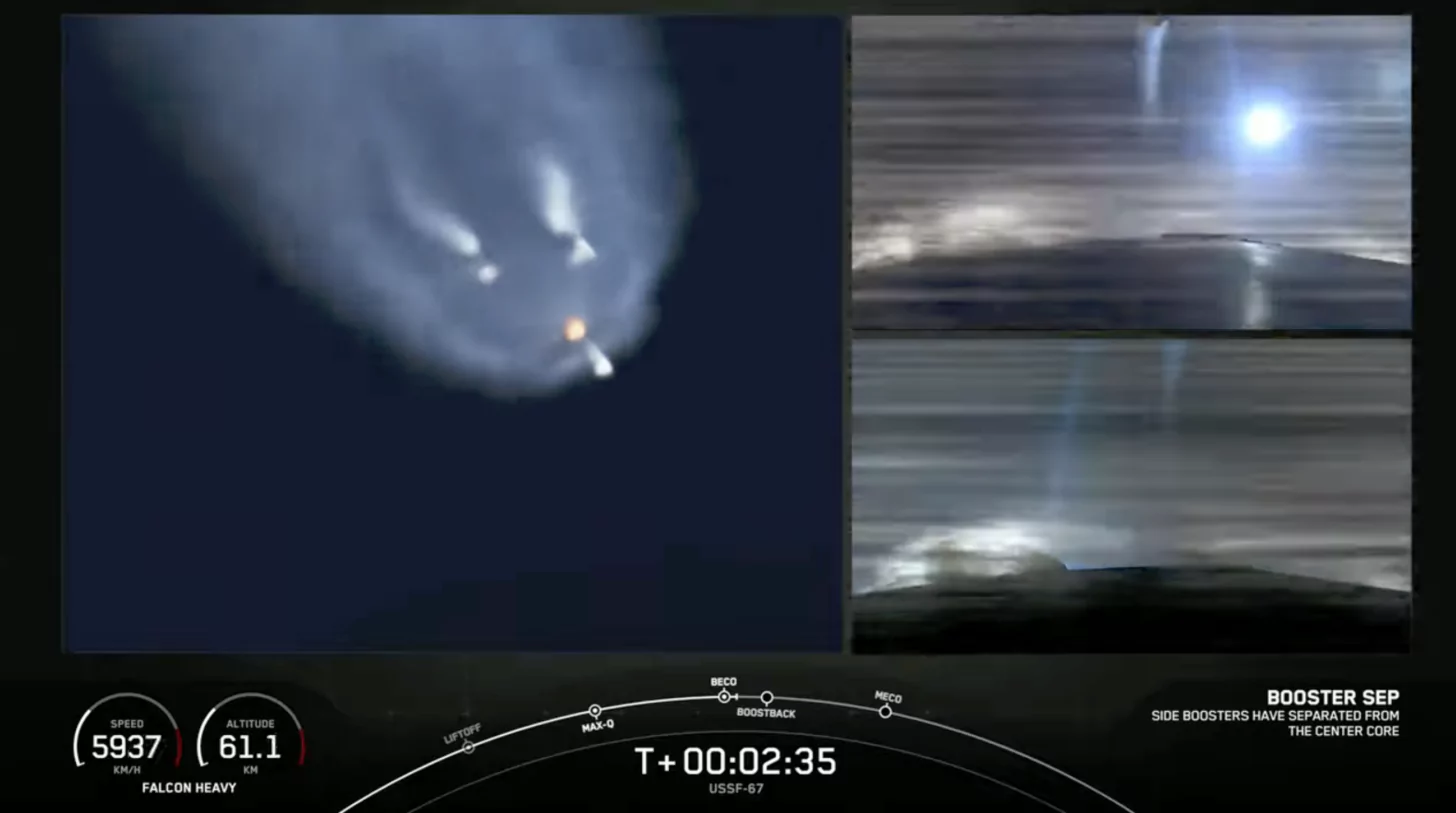 SPEED
5937
KM/H
ALTITUDE
61.1
KM
FALCON HEAVY
LIFTOFF
MAX-Q
BECO
BOOSTBACK
MECO
T+ 00:02:35
USSF-67
BOOSTER SEP
SIDE BOOSTERS HAVE SEPARATED FROM
THE CENTER CORE